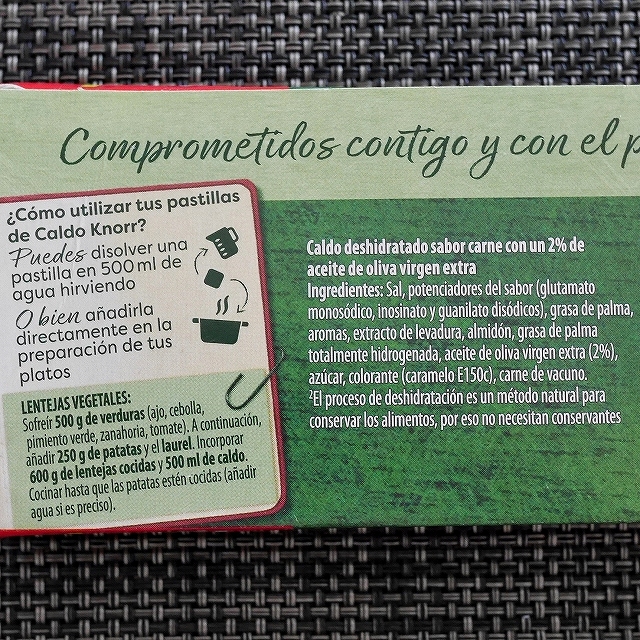 Comprometidos contigo y con el p
¿Cómo utilizar tus pastillas
de Caldo Knorr?
Puedes disolver una
pastilla en 500 ml de
agua hirviendo
O bien añadirla
directamente en la
preparación de tus
platos
LENTEJAS VEGETALES:
Sofreír 500 g de verduras (ajo, cebolla,
pimiento verde, zanahoria, tomate). A continuación,
añadir 250 g de patatas y el laurel. Incorporar
600 g de lentejas cocidas y 500 ml de caldo.
Cocinar hasta que las patatas estén cocidas (añadir
agua si es preciso).
Caldo deshidratado sabor carne con un 2% de
aceite de oliva virgen extra
Ingredientes: Sal, potenciadores del sabor (glutamato
monosódico, inosinato y guanilato disódicos), grasa de palma,
aromas, extracto de levadura, almidón, grasa de palma
totalmente hidrogenada, aceite de oliva virgen extra (2%),
azúcar, colorante (caramelo E150c), carne de vacuno.
²El proceso de deshidratación es un método natural para
conservar los alimentos, por eso no necesitan conservantes